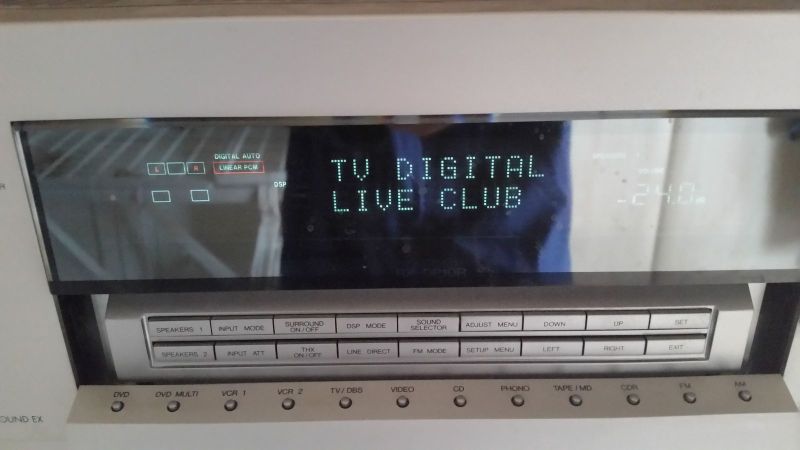 DIGITAL AUTO
L R LINEAR PCM
DSP
TV DIGITAL
LIVE CLUB
-24.0
SPEAKERS 1 INPUT MODE SURROUND ON/OFF DSP MODE SOUND SELECTOR ADJUST MENU DOWN UP SET
SPEAKERS 2 INPUT ATT THX ON/OFF LINE DIRECT FM MODE SETUP MENU LEFT RIGHT EXIT
DVD DVD MULTI VCR 1 VCR 2 TV/DBS VIDEO CD PHONO TAPE/MD CDR FM AM
OUND EX